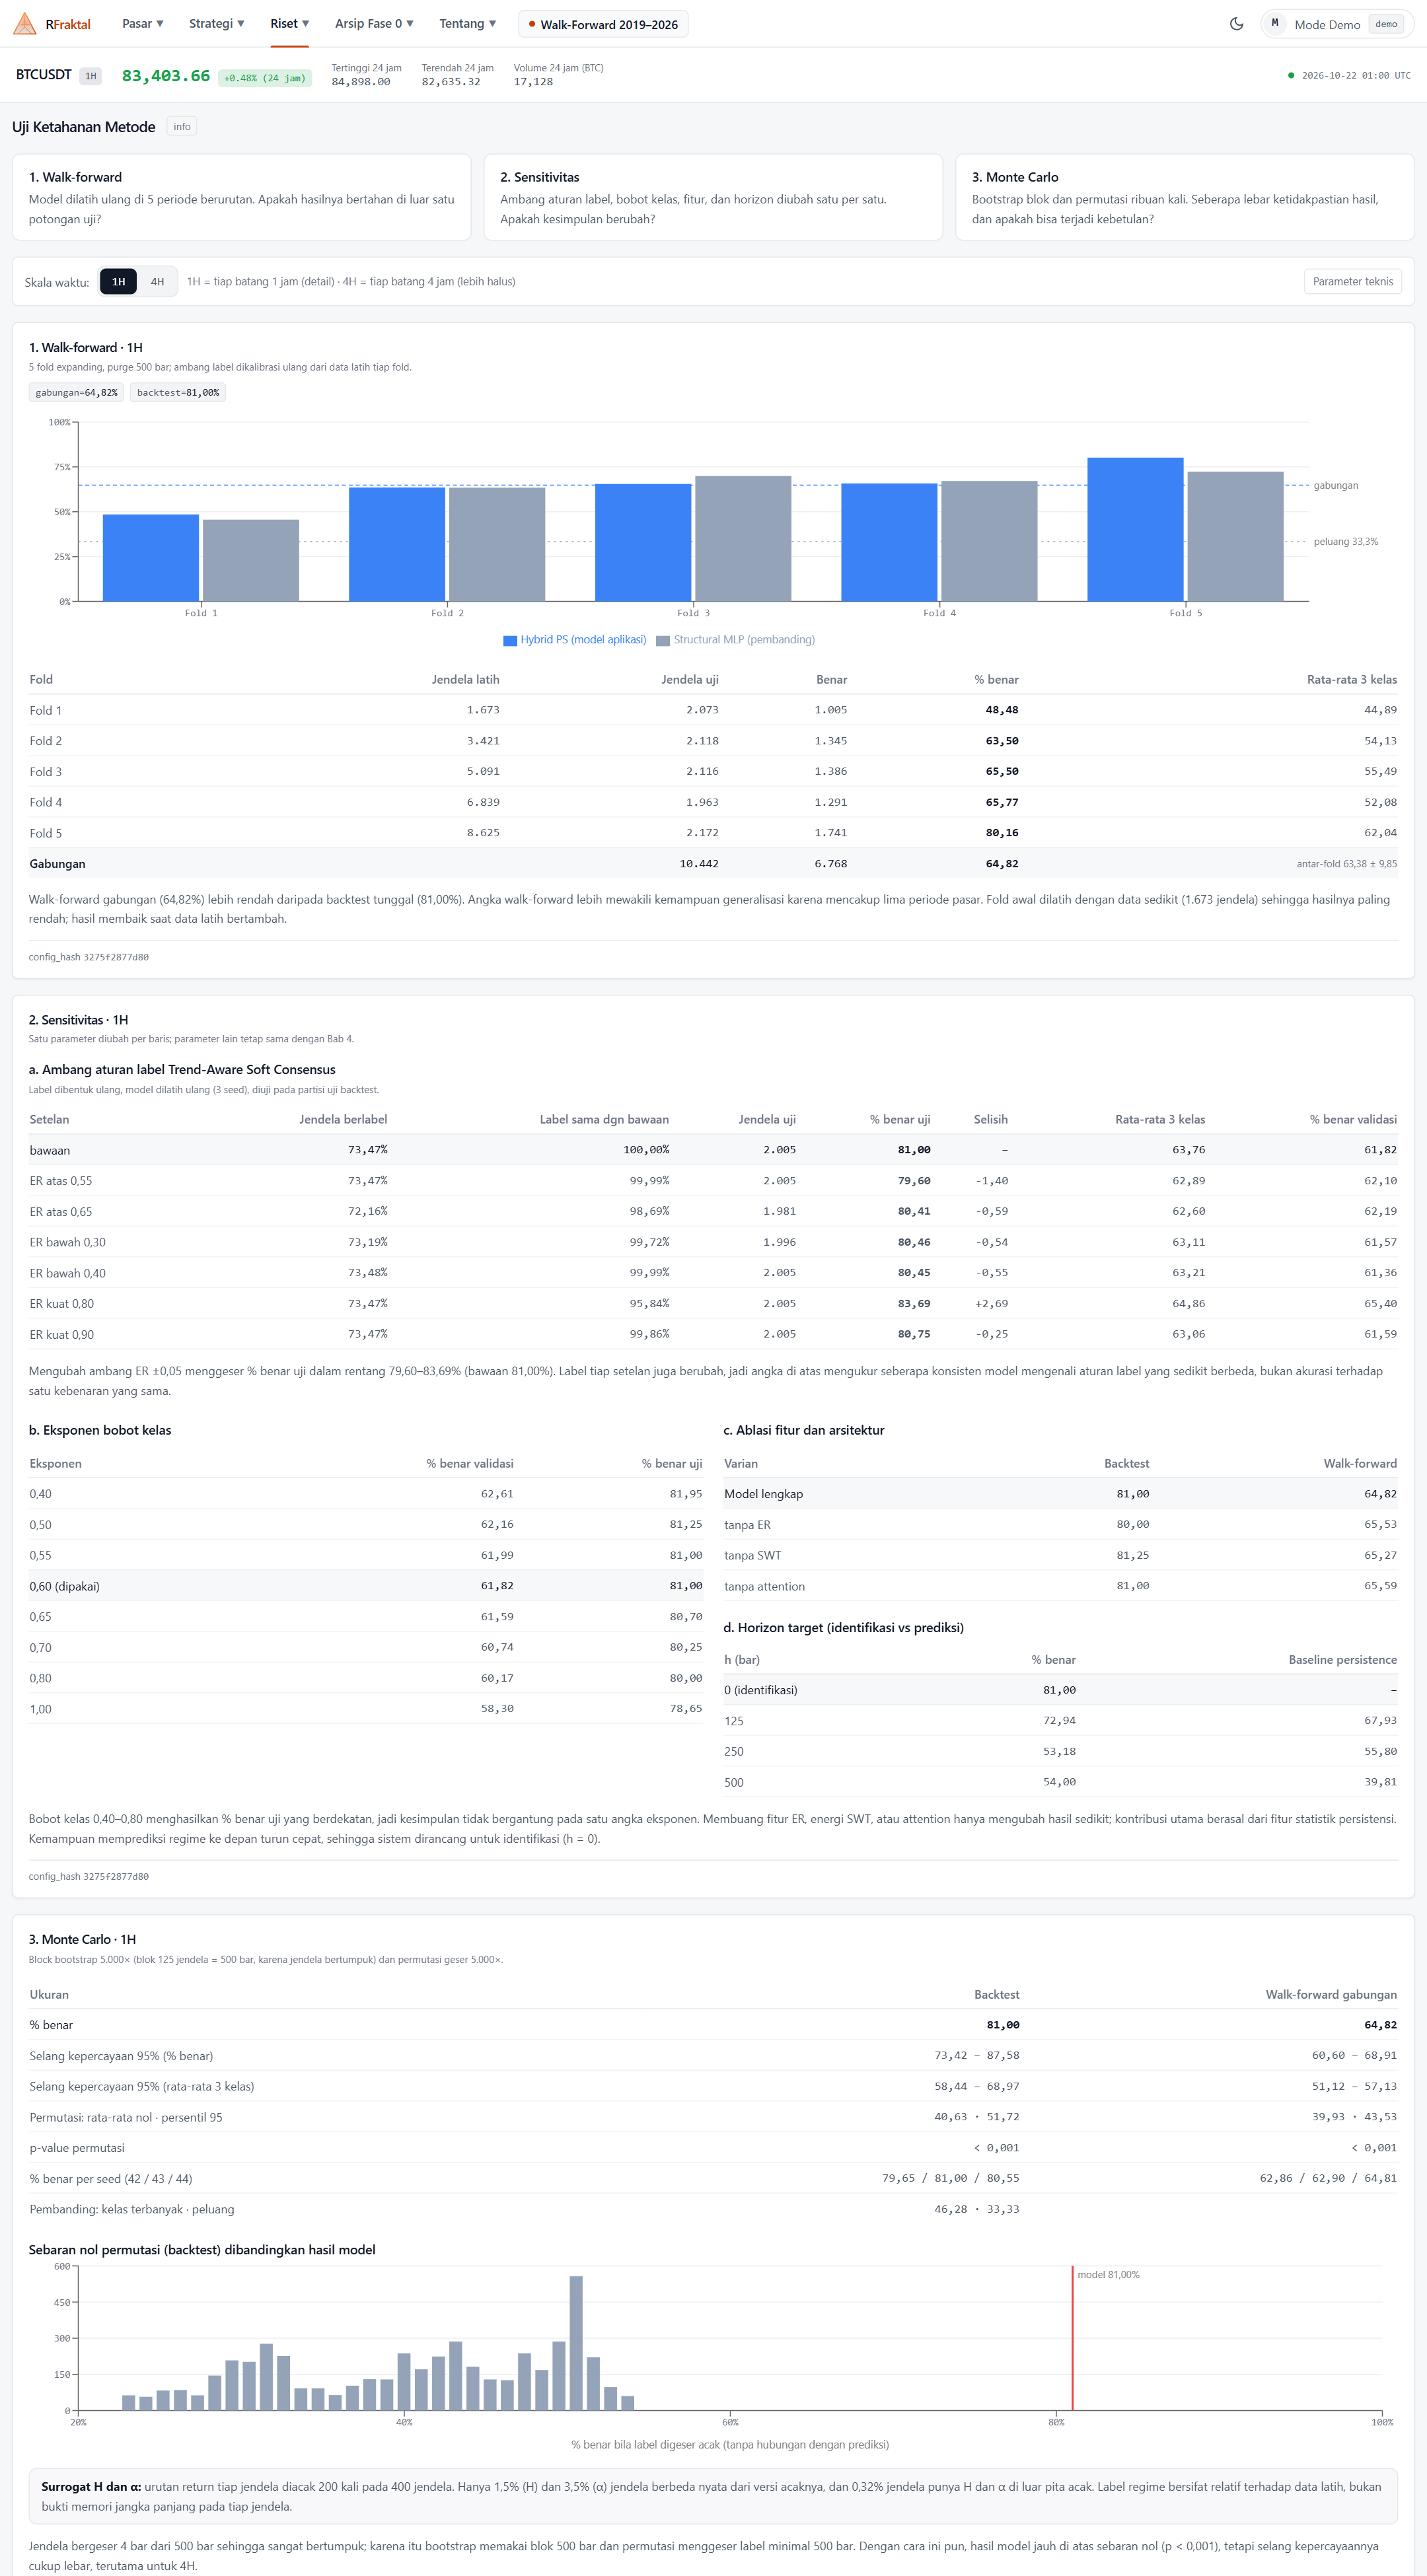 RFraktal
Pasar ▼ Strategi ▼ Riset ▼ Arsip Fase 0 ▼ Tentang ▼ Walk-Forward 2019–2026
M Mode Demo demo
BTCUSDT 1H 83,403.66 +0.48% (24 jam)
Tertinggi 24 jam Terendah 24 jam Volume 24 jam (BTC)
84,898.00 82,635.32 17,128
2026-10-22 01:00 UTC
Uji Ketahanan Metode info
1. Walk-forward
Model dilatih ulang di 5 periode berurutan. Apakah hasilnya bertahan di luar satu
potongan uji?
2. Sensitivitas
Ambang aturan label, bobot kelas, fitur, dan horizon diubah satu per satu.
Apakah kesimpulan berubah?
3. Monte Carlo
Bootstrap blok dan permutasi ribuan kali. Seberapa lebar ketidakpastian hasil,
dan apakah bisa terjadi kebetulan?
Skala waktu: 1H 4H 1H = tiap batang 1 jam (detail) · 4H = tiap batang 4 jam (lebih halus) Parameter teknis
1. Walk-forward · 1H
5 fold expanding, purge 500 bar; ambang label dikalibrasi ulang dari data latih tiap fold.
gabungan=64,82% backtest=81,00%
100%
75%
gabungan
50%
peluang 33,3%
25%
0%
Fold 1 Fold 2 Fold 3 Fold 4 Fold 5
Hybrid PS (model aplikasi) Structural MLP (pembanding)
Fold Jendela latih Jendela uji Benar % benar Rata-rata 3 kelas
Fold 1 1.673 2.073 1.005 48,48 44,89
Fold 2 3.421 2.118 1.345 63,50 54,13
Fold 3 5.091 2.116 1.386 65,50 55,49
Fold 4 6.839 1.963 1.291 65,77 52,08
Fold 5 8.625 2.172 1.741 80,16 62,04
Gabungan 10.442 6.768 64,82 antar-fold 63,38 ± 9,85
Walk-forward gabungan (64,82%) lebih rendah daripada backtest tunggal (81,00%). Angka walk-forward lebih mewakili kemampuan generalisasi karena mencakup lima periode pasar. Fold awal dilatih dengan data sedikit (1.673 jendela) sehingga hasilnya paling
rendah; hasil membaik saat data latih bertambah.
config_hash 3275f2877d80
2. Sensitivitas · 1H
Satu parameter diubah per baris; parameter lain tetap sama dengan Bab 4.
a. Ambang aturan label Trend-Aware Soft Consensus
Label dibentuk ulang, model dilatih ulang (3 seed), diuji pada partisi uji backtest.
Setelan Jendela berlabel Label sama dgn bawaan Jendela uji % benar uji Selisih Rata-rata 3 kelas % benar validasi
bawaan 73,47% 100,00% 2.005 81,00 – 63,76 61,82
ER atas 0,55 73,47% 99,99% 2.005 79,60 -1,40 62,89 62,10
ER atas 0,65 72,16% 98,69% 1.981 80,41 -0,59 62,60 62,19
ER bawah 0,30 73,19% 99,72% 1.996 80,46 -0,54 63,11 61,57
ER bawah 0,40 73,48% 99,99% 2.005 80,45 -0,55 63,21 61,36
ER kuat 0,80 73,47% 95,84% 2.005 83,69 +2,69 64,86 65,40
ER kuat 0,90 73,47% 99,86% 2.005 80,75 -0,25 63,06 61,59
Mengubah ambang ER ±0,05 menggeser % benar uji dalam rentang 79,60–83,69% (bawaan 81,00%). Label tiap setelan juga berubah, jadi angka di atas mengukur seberapa konsisten model mengenali aturan label yang sedikit berbeda, bukan akurasi terhadap
satu kebenaran yang sama.
b. Eksponen bobot kelas
Eksponen % benar validasi % benar uji
0,40 62,61 81,95
0,50 62,16 81,25
0,55 61,99 81,00
0,60 (dipakai) 61,82 81,00
0,65 61,59 80,70
0,70 60,74 80,25
0,80 60,17 80,00
1,00 58,30 78,65
c. Ablasi fitur dan arsitektur
Varian Backtest Walk-forward
Model lengkap 81,00 64,82
tanpa ER 80,00 65,53
tanpa SWT 81,25 65,27
tanpa attention 81,00 65,59
d. Horizon target (identifikasi vs prediksi)
h (bar) % benar Baseline persistence
0 (identifikasi) 81,00 –
125 72,94 67,93
250 53,18 55,80
500 54,00 39,81
Bobot kelas 0,40–0,80 menghasilkan % benar uji yang berdekatan, jadi kesimpulan tidak bergantung pada satu angka eksponen. Membuang fitur ER, energi SWT, atau attention hanya mengubah hasil sedikit; kontribusi utama berasal dari fitur statistik persistensi.
Kemampuan memprediksi regime ke depan turun cepat, sehingga sistem dirancang untuk identifikasi (h = 0).
config_hash 3275f2877d80
3. Monte Carlo · 1H
Block bootstrap 5.000× (blok 125 jendela = 500 bar, karena jendela bertumpuk) dan permutasi geser 5.000×.
Ukuran Backtest Walk-forward gabungan
% benar 81,00 64,82
Selang kepercayaan 95% (% benar) 73,42 – 87,58 60,60 – 68,91
Selang kepercayaan 95% (rata-rata 3 kelas) 58,44 – 68,97 51,12 – 57,13
Permutasi: rata-rata nol · persentil 95 40,63 · 51,72 39,93 · 43,53
p-value permutasi < 0,001 < 0,001
% benar per seed (42 / 43 / 44) 79,65 / 81,00 / 80,55 62,86 / 62,90 / 64,81
Pembanding: kelas terbanyak · peluang 46,28 · 33,33
Sebaran nol permutasi (backtest) dibandingkan hasil model
600
model 81,00%
450
300
150
0
20% 40% 60% 80% 100%
% benar bila label digeser acak (tanpa hubungan dengan prediksi)
Surrogat H dan α: urutan return tiap jendela diacak 200 kali pada 400 jendela. Hanya 1,5% (H) dan 3,5% (α) jendela berbeda nyata dari versi acaknya, dan 0,32% jendela punya H dan α di luar pita acak. Label regime bersifat relatif terhadap data latih, bukan
bukti memori jangka panjang pada tiap jendela.
Jendela bergeser 4 bar dari 500 bar sehingga sangat bertumpuk; karena itu bootstrap memakai blok 500 bar dan permutasi menggeser label minimal 500 bar. Dengan cara ini pun, hasil model jauh di atas sebaran nol (p < 0,001), tetapi selang kepercayaannya
cukup lebar, terutama untuk 4H.